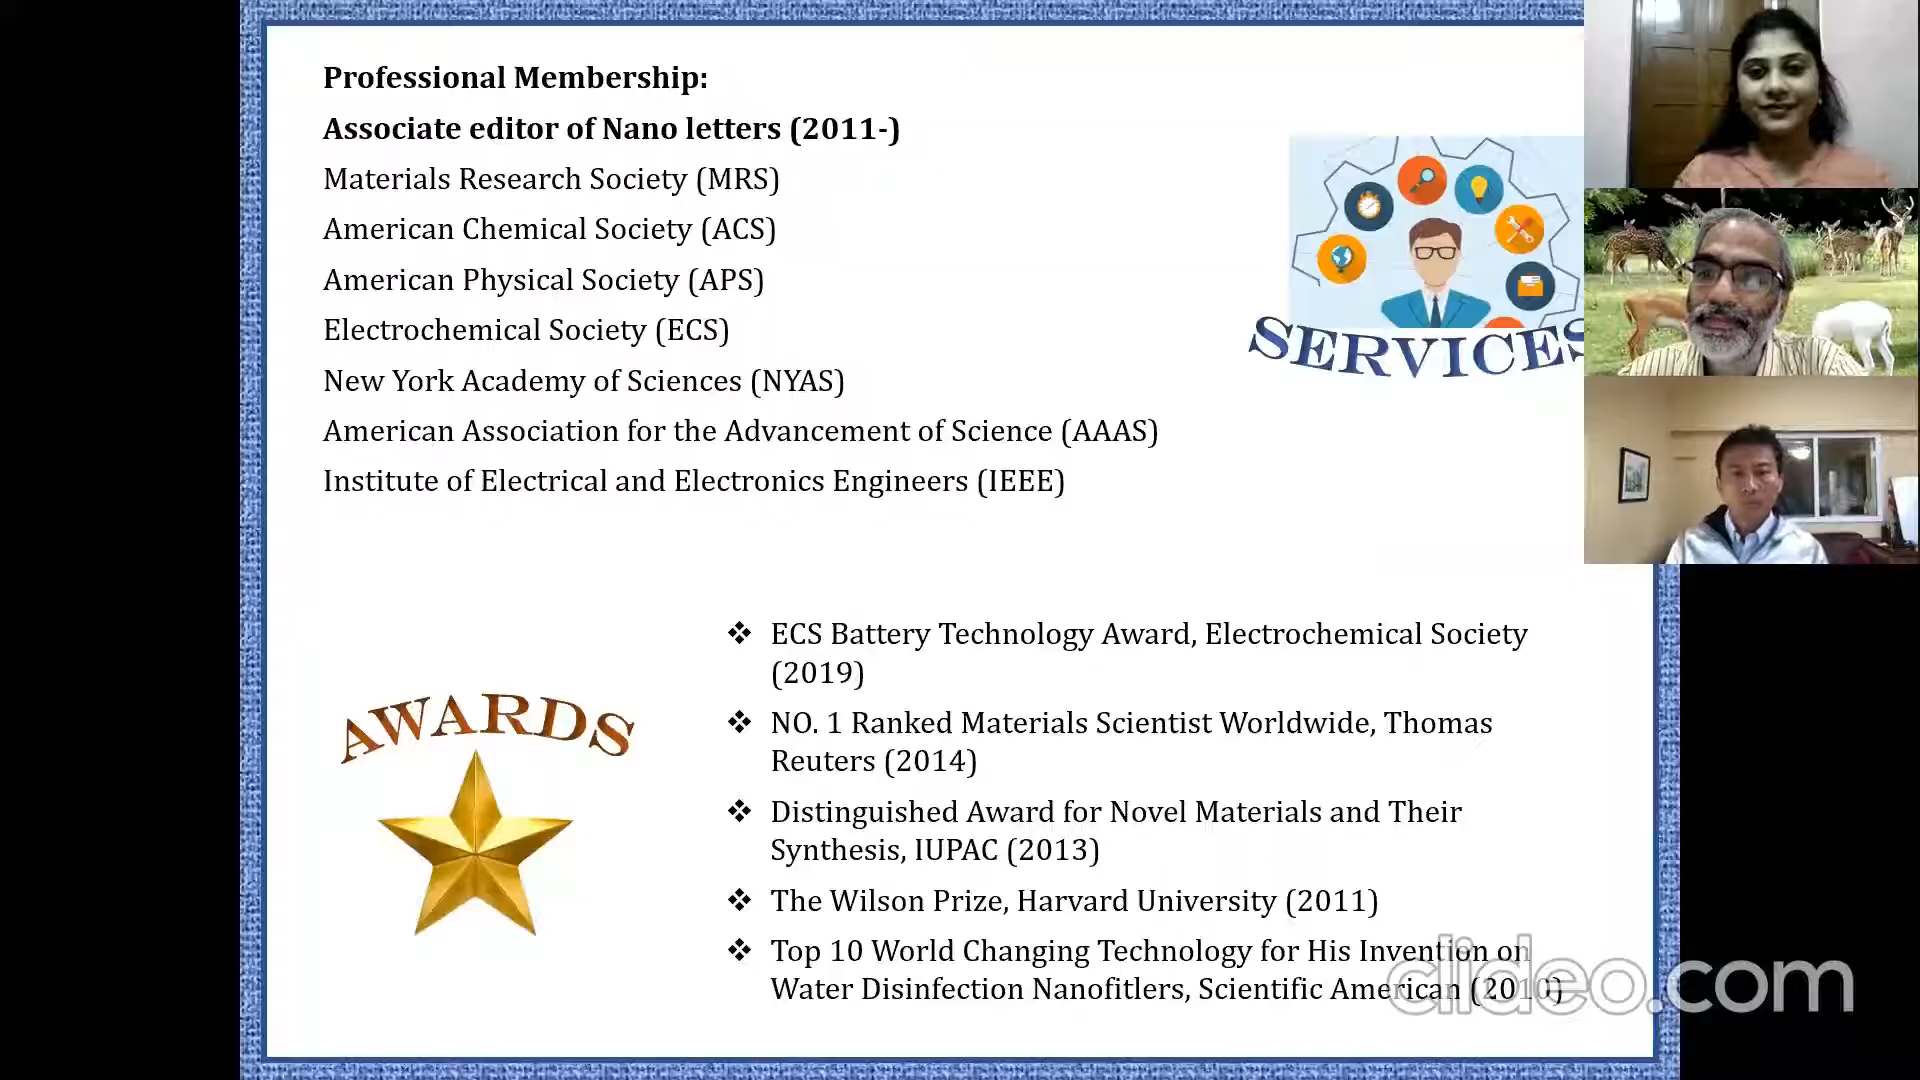 Professional Membership:
Associate editor of Nano letters (2011-)
Materials Research Society (MRS)
American Chemical Society (ACS)
American Physical Society (APS)
Electrochemical Society (ECS)
New York Academy of Sciences (NYAS)
American Association for the Advancement of Science (AAAS)
Institute of Electrical and Electronics Engineers (IEEE)
SERVICES
AWARDS
❖ ECS Battery Technology Award, Electrochemical Society
(2019)
❖ NO. 1 Ranked Materials Scientist Worldwide, Thomas
Reuters (2014)
❖ Distinguished Award for Novel Materials and Their
Synthesis, IUPAC (2013)
❖ The Wilson Prize, Harvard University (2011)
❖ Top 10 World Changing Technology for His Invention on
Water Disinfection Nanofitlers, Scientific American (2010)
clideo.com